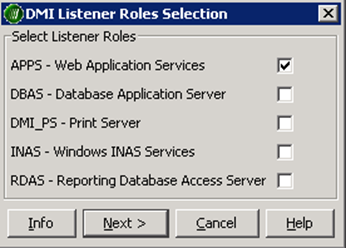 DMI Listener Roles Selection
Select Listener Roles
APPS - Web Application Services
DBAS - Database Application Server
DMI_PS - Print Server
INAS - Windows INAS Services
RDAS - Reporting Database Access Server
Info Next > Cancel Help